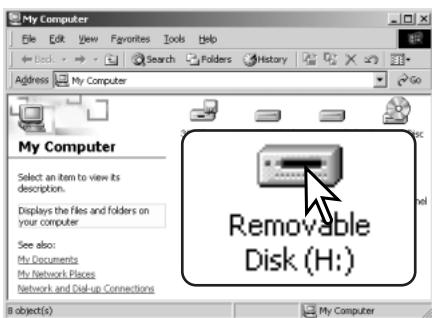 My Computer
File Edit View Favorites Tools Help
Back Search Folders History
Address My Computer Go
My Computer
Select an item to view its
description.
Displays the files and folders on
your computer
See also:
My Documents
My Network Places
Network and Dial-up Connections
Removable
Disk (H:)
8 object(s) My Computer